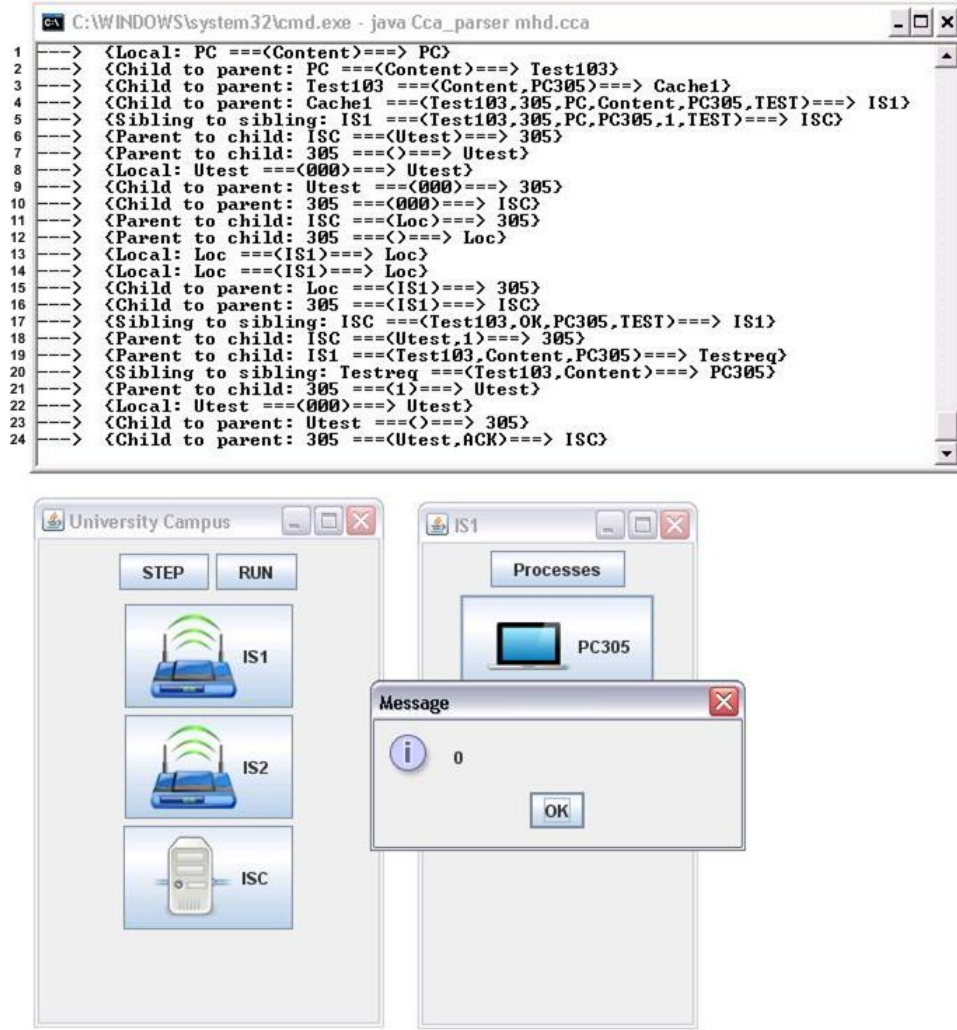 C:\WINDOWS\system32\cmd.exe - java Cca_parser mhd.cca
1 ---> {Local: PC ===(Content)===> PC}
2 ---> {Child to parent: PC ===(Content)===> Test103}
3 ---> {Child to parent: Test103 ===(Content,PC305)===> Cache1}
4 ---> {Child to parent: Cache1 ===(Test103,305,PC,Content,PC305,TEST)===> IS1}
5 ---> {Sibling to sibling: IS1 ===(Test103,305,PC,PC305,1,TEST)===> ISC}
6 ---> {Parent to child: ISC ===(Utest)===> 305}
7 ---> {Parent to child: 305 ===()===> Utest}
8 ---> {Local: Utest ===(000)===> Utest}
9 ---> {Child to parent: Utest ===(000)===> 305}
10 ---> {Child to parent: 305 ===(000)===> ISC}
11 ---> {Parent to child: ISC ===(Loc)===> 305}
12 ---> {Parent to child: 305 ===()===> Loc}
13 ---> {Local: Loc ===(IS1)===> Loc}
14 ---> {Local: Loc ===(IS1)===> Loc}
15 ---> {Child to parent: Loc ===(IS1)===> 305}
16 ---> {Child to parent: 305 ===(IS1)===> ISC}
17 ---> {Sibling to sibling: ISC ===(Test103,OK,PC305,TEST)===> IS1}
18 ---> {Parent to child: ISC ===(Utest,1)===> 305}
19 ---> {Parent to child: IS1 ===(Test103,Content,PC305)===> Testreq}
20 ---> {Sibling to sibling: Testreq ===(Test103,Content)===> PC305}
21 ---> {Parent to child: 305 ===(1)===> Utest}
22 ---> {Local: Utest ===(000)===> Utest}
23 ---> {Child to parent: Utest ===()===> 305}
24 ---> {Child to parent: 305 ===(Utest,ACK)===> ISC}
University Campus
STEP RUN
IS1
IS2
ISC
IS1
Processes
PC305
Message
0
OK